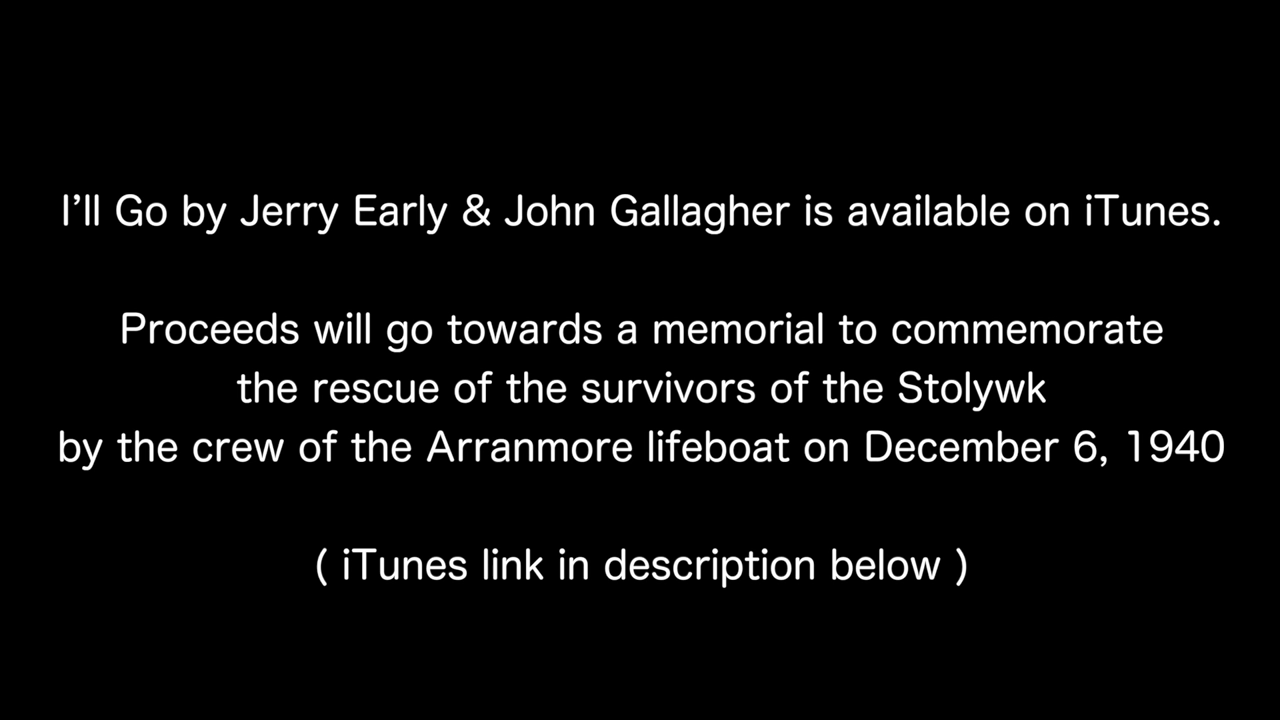 I’ll Go by Jerry Early & John Gallagher is available on iTunes.
Proceeds will go towards a memorial to commemorate
the rescue of the survivors of the Stolywk
by the crew of the Arranmore lifeboat on December 6, 1940
( iTunes link in description below )